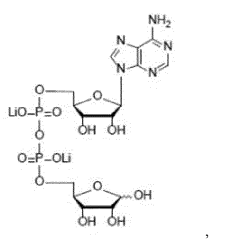 NH₂
N N
N N
O O
LiO-P=O
O OH OH
O=P-OLi
O O OH
OH OH
,